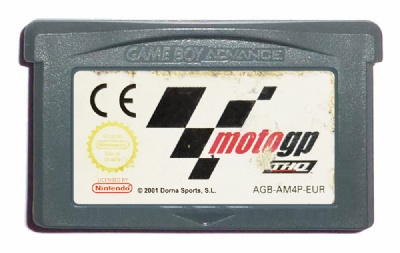 GAME BOY ADVANCE
CE
motogp
THQ
LICENSED BY
Nintendo
© 2001 Dorna Sports, S.L.
AGB-AM4P-EUR